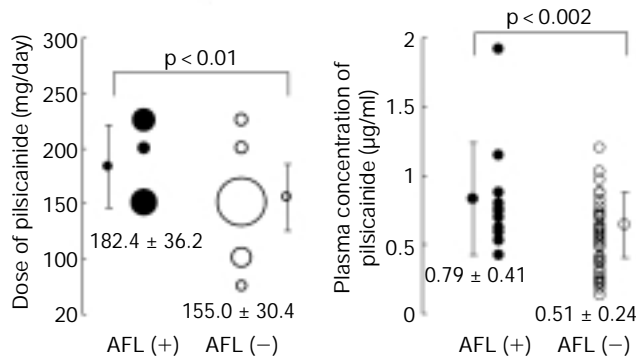 Dose of pilsicainide (mg/day)
300
250
200
150
100
20
p < 0.01
182.4 ± 36.2
155.0 ± 30.4
AFL (+)
AFL (−)
Plasma concentration of
pilsicainide (µg/ml)
2
1.5
1
0.5
0
p < 0.002
0.79 ± 0.41
0.51 ± 0.24
AFL (+)
AFL (−)